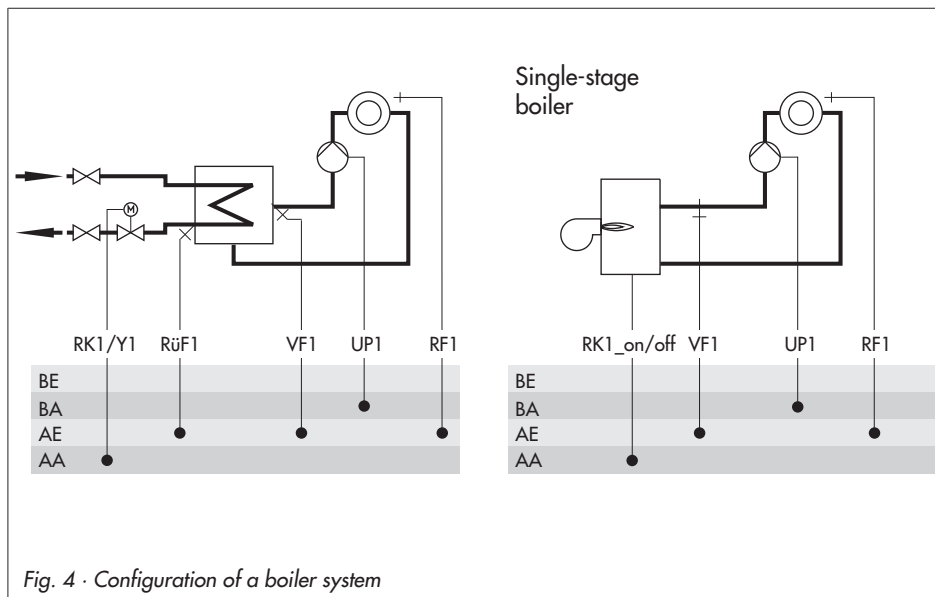 Single-stage
boiler
M
RK1/Y1 RüF1 VF1 UP1 RF1
BE
BA
AE
AA
RK1_on/off VF1 UP1 RF1
BE
BA
AE
AA
Fig. 4 · Configuration of a boiler system